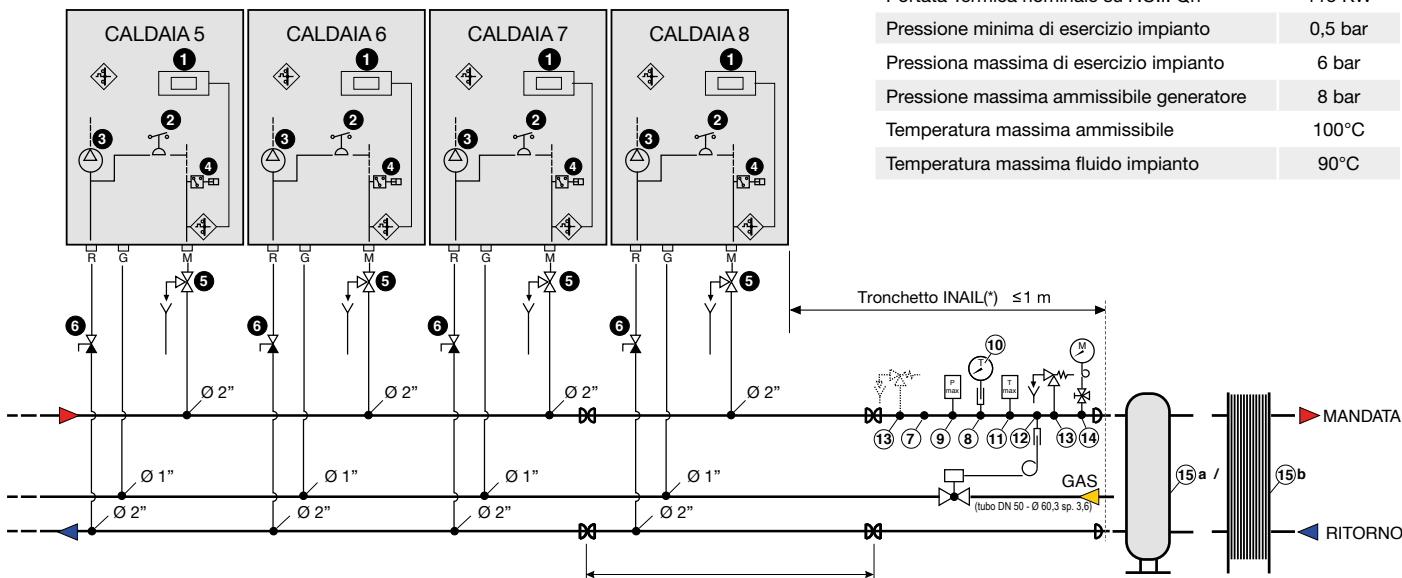 Portata Termica nominale su
Pressione minima di esercizio impianto 0,5 bar
Pressiona massima di esercizio impianto 6 bar
Pressione massima ammissibile generatore 8 bar
Temperatura massima ammissibile 100°C
Temperatura massima fluido impianto 90°C
CALDAIA 5 CALDAIA 6 CALDAIA 7 CALDAIA 8
1 1 1 1
2 2 2 2
3 3 3 3
4 4 4 4
R G M R G M R G M R G M
5 5 5 5
Tronchetto INAIL(*) ≤1 m
6 6 6 6
10
M
P max
T
T max
Ø 2" Ø 2" Ø 2" Ø 2"
MANDATA
13 7 9 8 11 12 13 14
Ø 1" Ø 1" Ø 1" Ø 1"
GAS
15 a / 15 b
(tubo DN 50 - Ø 60,3 sp. 3,6)
Ø 2" Ø 2" Ø 2" Ø 2"
RITORNO